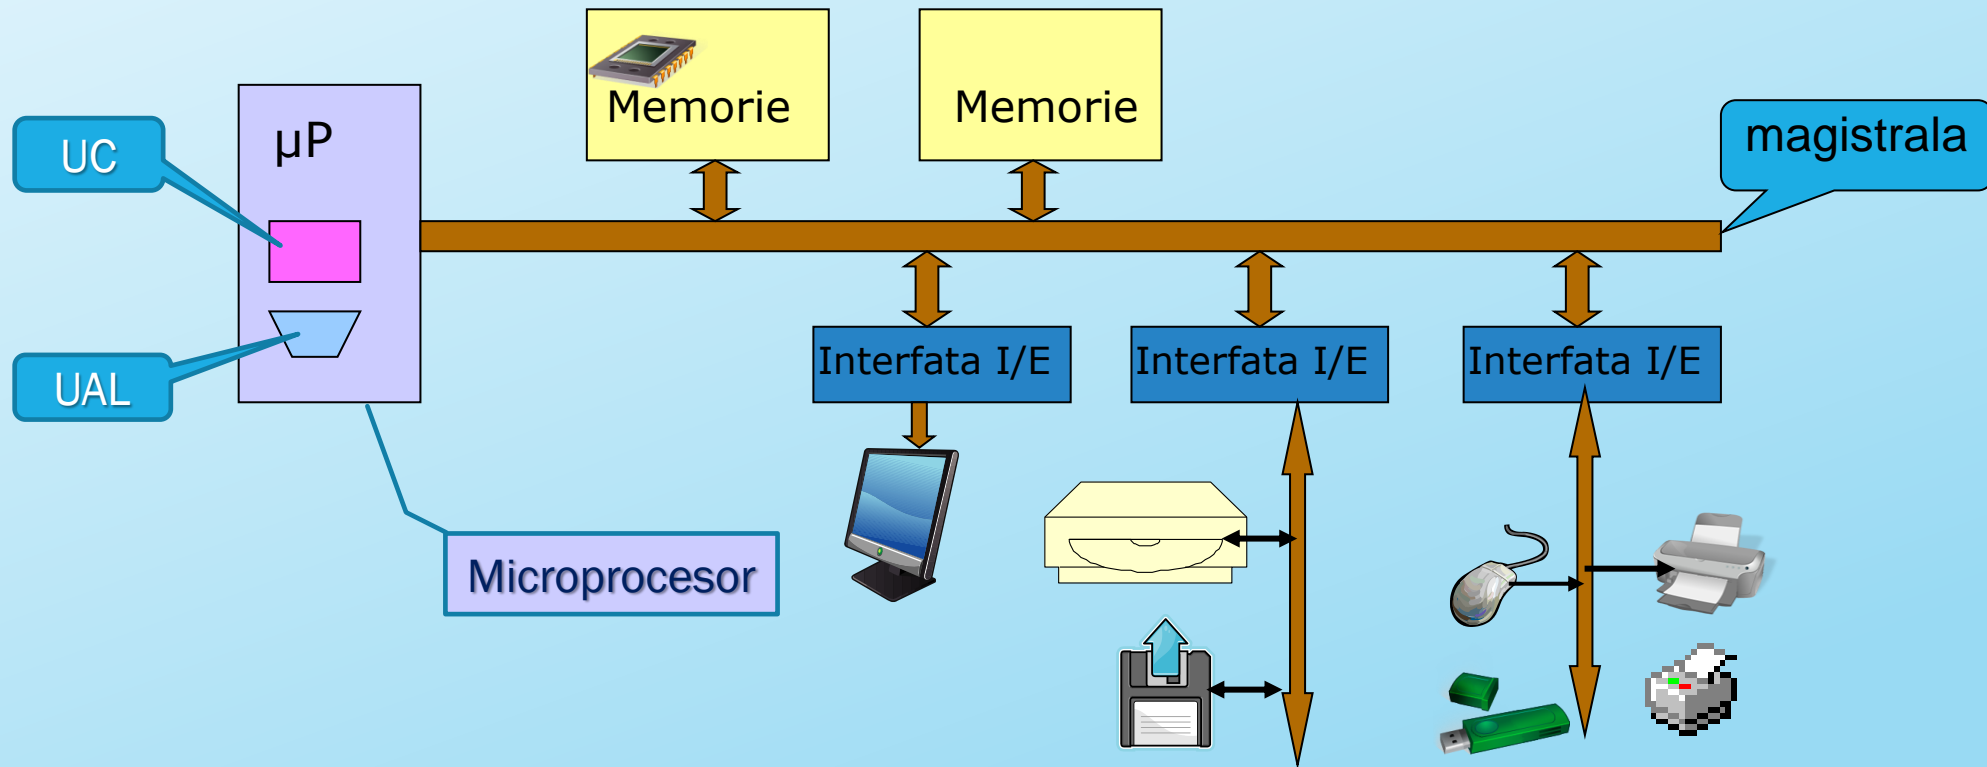 Memorie
Memorie
magistrala
UC
µP
UAL
Interfata I/E
Interfata I/E
Interfata I/E
Microprocesor